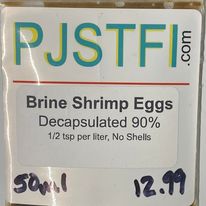 PJSTFI.com
Brine Shrimp Eggs
Decapsulated 90%
1/2 tsp per liter, No Shells
50ml 12.99